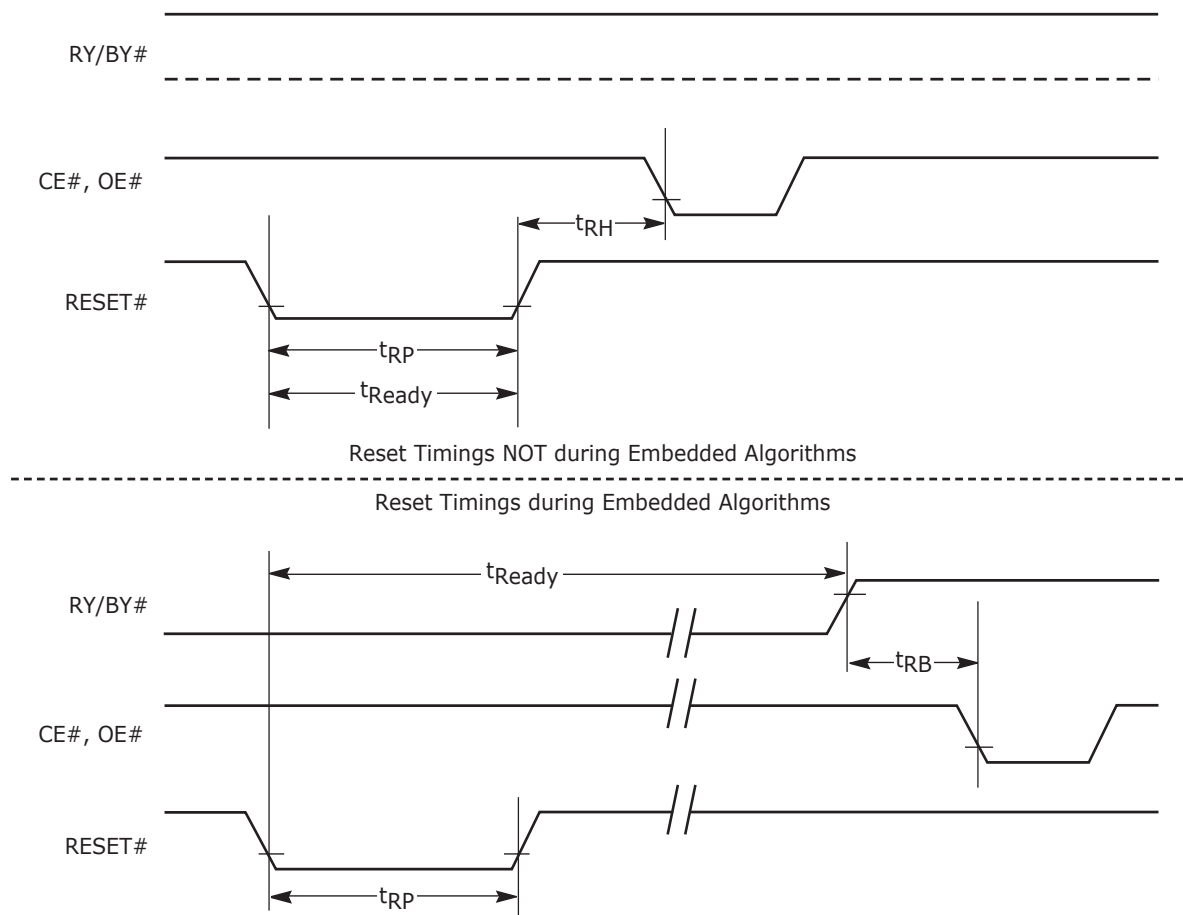 RY/BY#
CE#, OE#
tRH
RESET#
tRP
tReady
Reset Timings NOT during Embedded Algorithms
Reset Timings during Embedded Algorithms
tReady
RY/BY#
tRB
CE#, OE#
RESET#
tRP